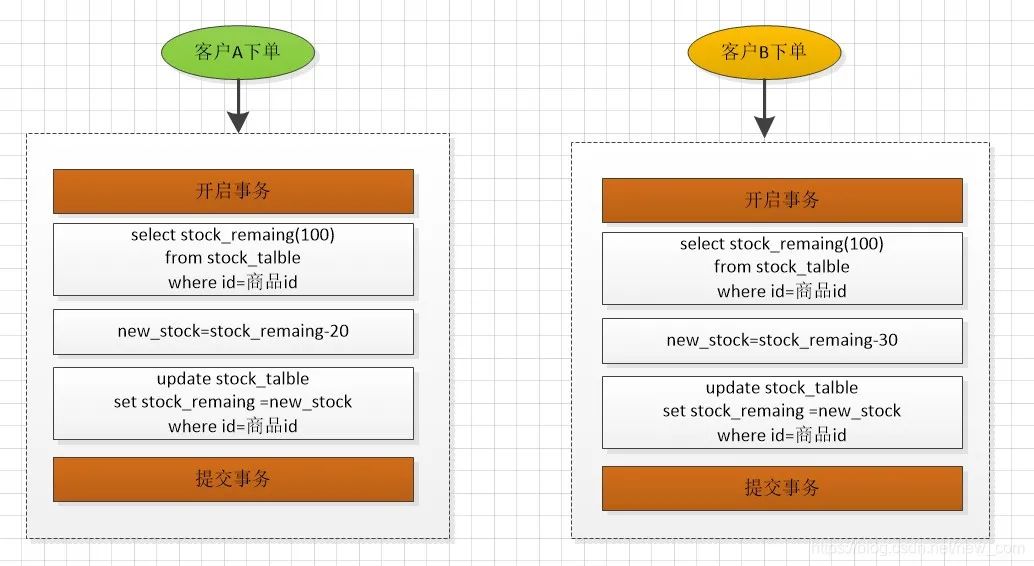 客户A下单
开启事务
select stock_remaing(100)
from stock_talble
where id=商品id
new_stock=stock_remaing-20
update stock_talble
set stock_remaing =new_stock
where id=商品id
提交事务
客户B下单
开启事务
select stock_remaing(100)
from stock_talble
where id=商品id
new_stock=stock_remaing-30
update stock_talble
set stock_remaing =new_stock
where id=商品id
提交事务
https://blog.csdn.net/new_com